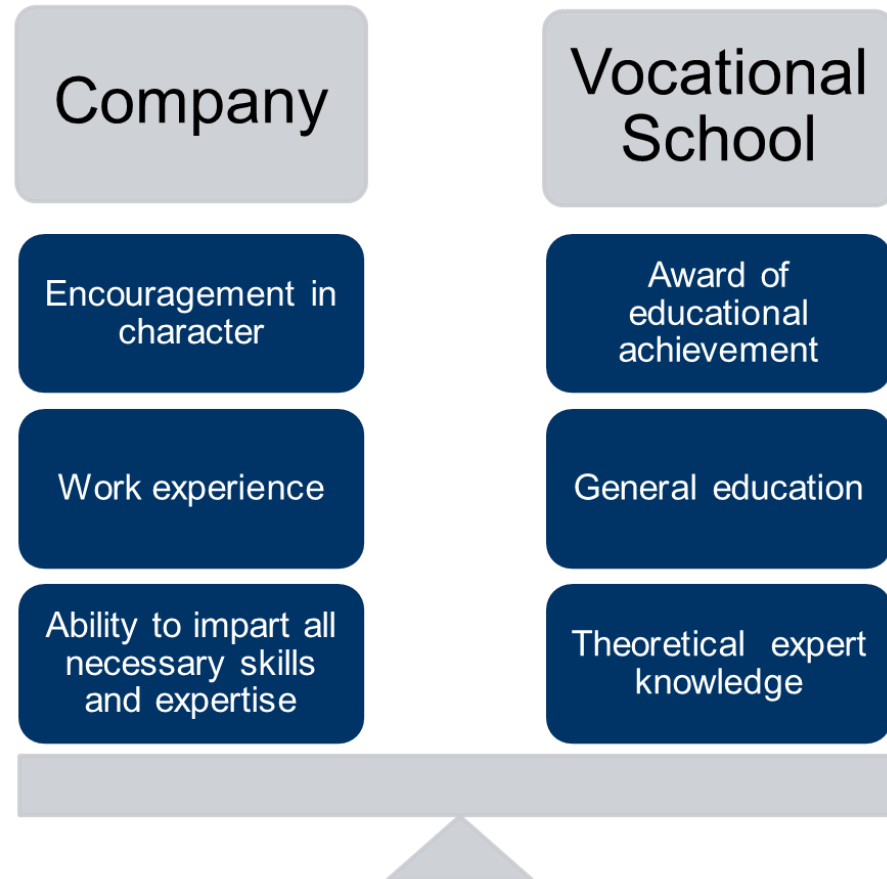 Company
Encouragement in
character
Work experience
Ability to impart all
necessary skills
and expertise
Vocational
School
Award of
educational
achievement
General education
Theoretical expert
knowledge